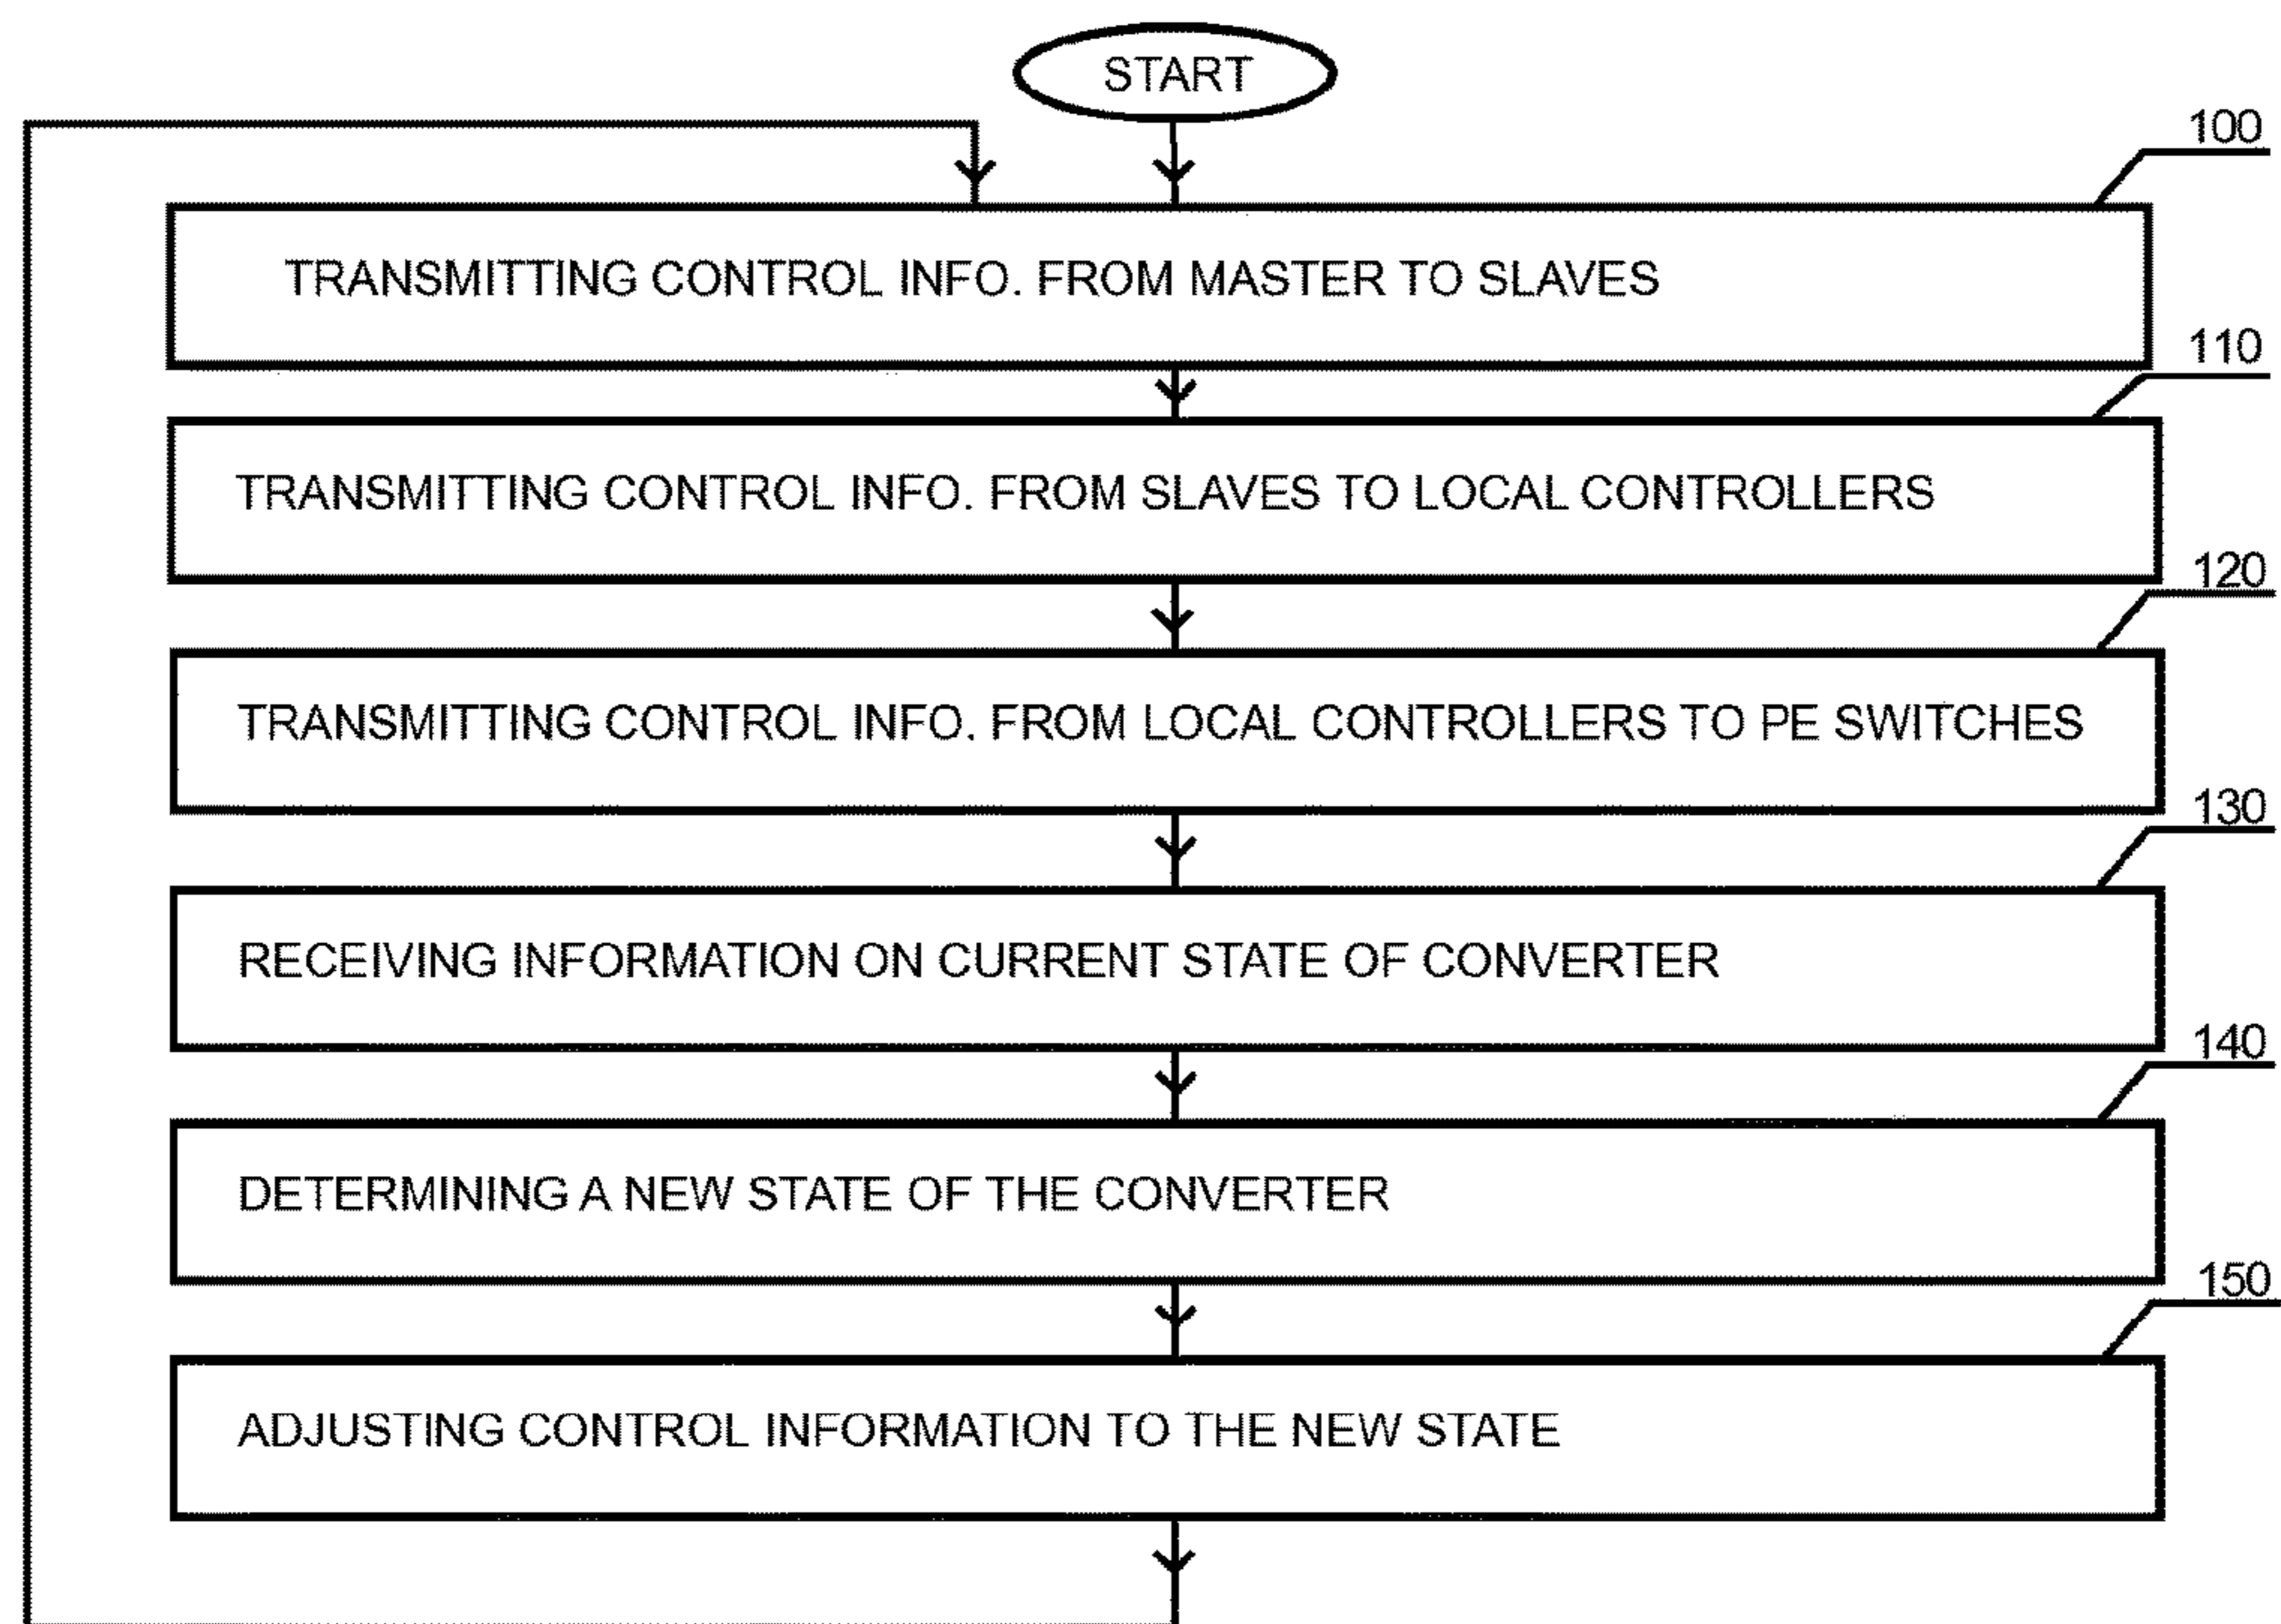 START
100
TRANSMITTING CONTROL INFO. FROM MASTER TO SLAVES
110
TRANSMITTING CONTROL INFO. FROM SLAVES TO LOCAL CONTROLLERS
120
TRANSMITTING CONTROL INFO. FROM LOCAL CONTROLLERS TO PE SWITCHES
130
RECEIVING INFORMATION ON CURRENT STATE OF CONVERTER
140
DETERMINING A NEW STATE OF THE CONVERTER
150
ADJUSTING CONTROL INFORMATION TO THE NEW STATE